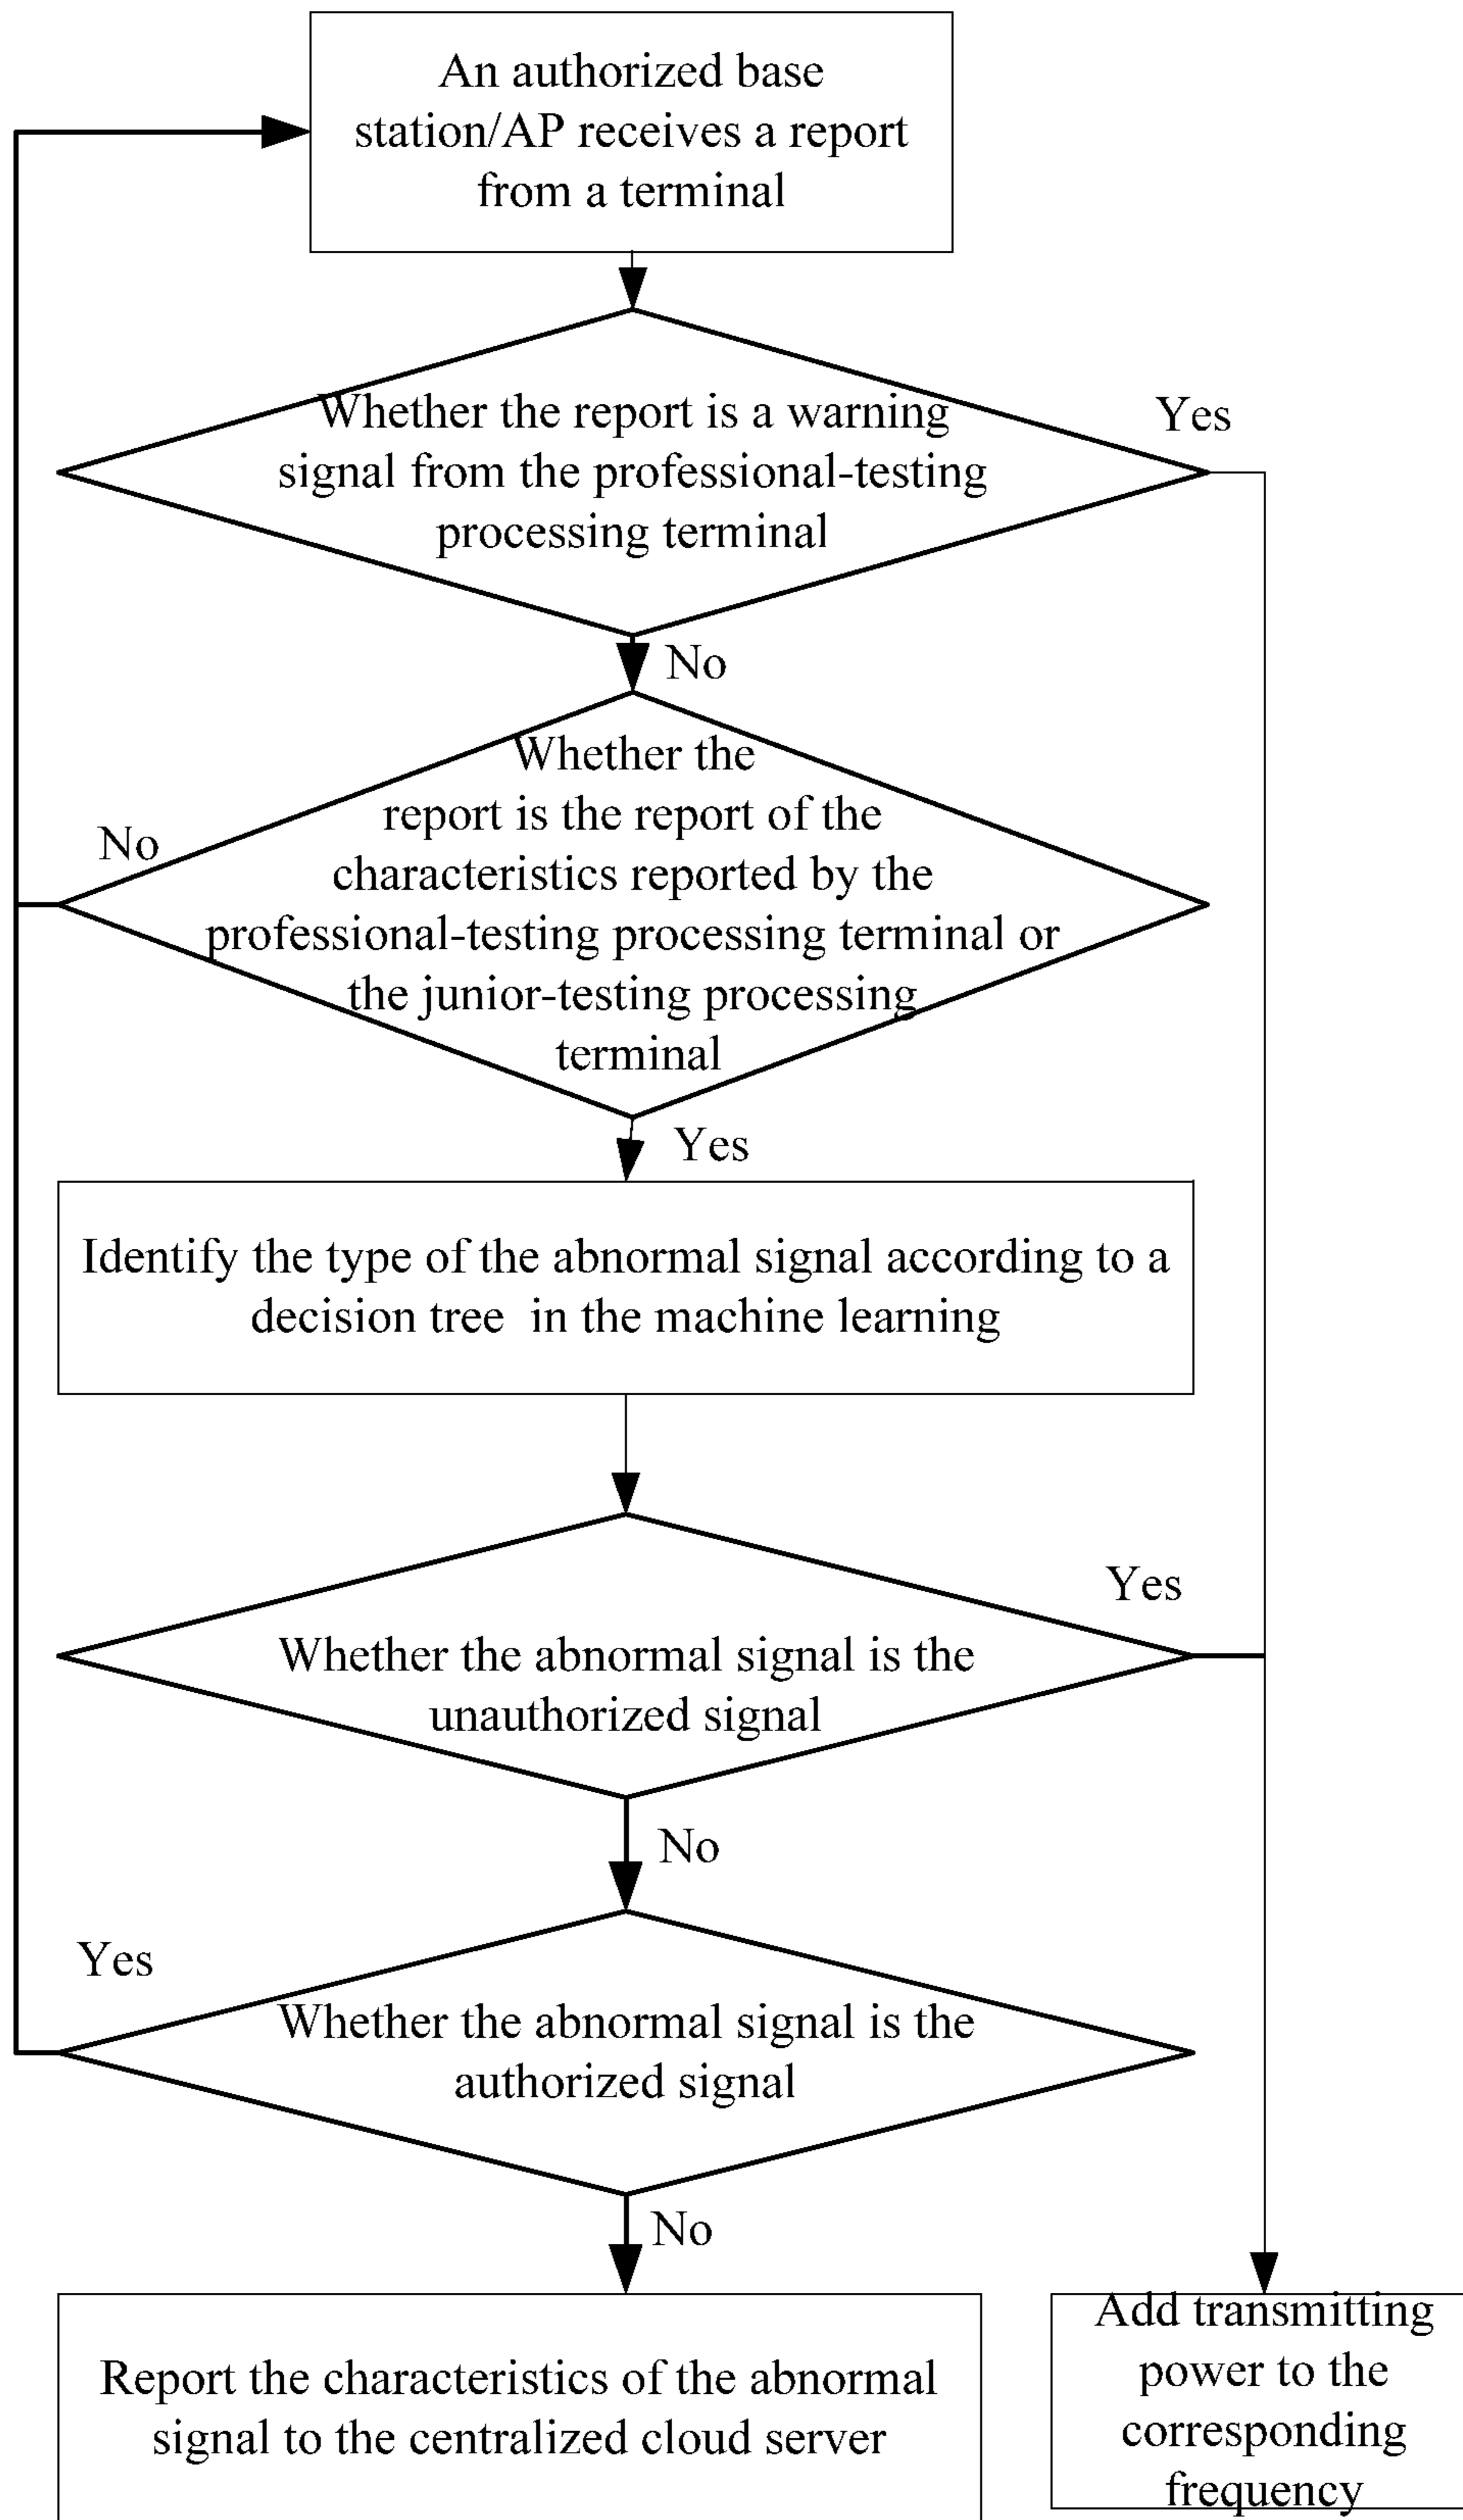 An authorized base
station/AP receives a report
from a terminal
Whether the report is a warning
signal from the professional-testing
processing terminal
Yes
No
Whether the
report is the report of the
characteristics reported by the
professional-testing processing terminal or
the junior-testing processing
terminal
No
Yes
Identify the type of the abnormal signal according to a
decision tree in the machine learning
Whether the abnormal signal is the
unauthorized signal
Yes
No
Whether the abnormal signal is the
authorized signal
Yes
No
Report the characteristics of the abnormal
signal to the centralized cloud server
Add transmitting
power to the
corresponding
frequency